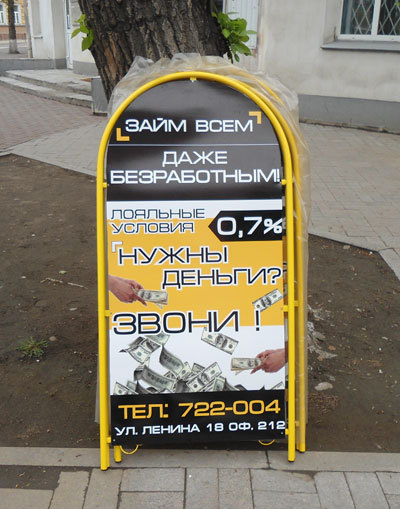 ЗАЙМ ВСЕМ
ДАЖЕ
БЕЗРАБОТНЫМ!
ЛОЯЛЬНЫЕ
УСЛОВИЯ 0,7%
НУЖНЫ
ДЕНЬГИ?
ЗВОНИ !
ТЕЛ: 722-004
УЛ. ЛЕНИНА 18 ОФ. 212